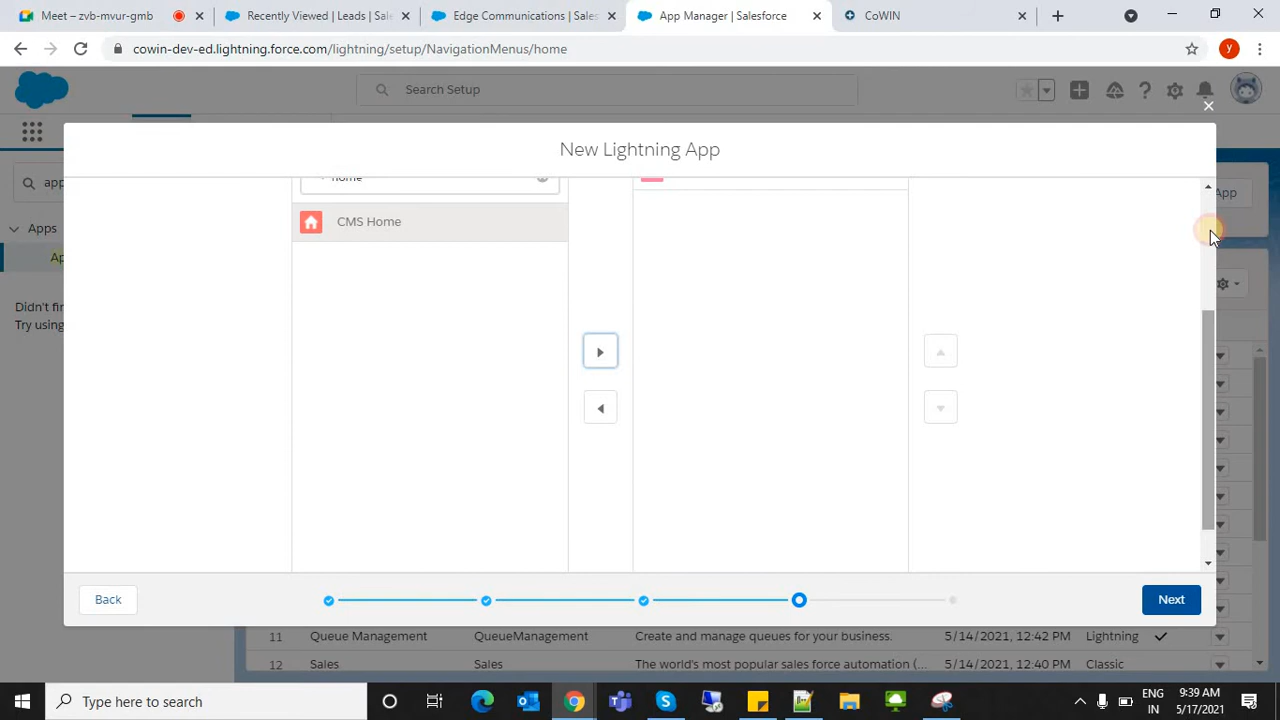 Meet – zvb-mvur-gmb
Recently Viewed | Leads | Sale
Edge Communications | Salesf
App Manager | Salesforce
CoWIN
cowin-dev-ed.lightning.force.com/lightning/setup/NavigationMenus/home
y
Search Setup
New Lightning App
app
home
App
CMS Home
Apps
Ap
Didn't fin
Try using
Back
Next
11 Queue Management QueueManagement Create and manage queues for your business. 5/14/2021, 12:42 PM Lightning
12 Sales Sales The world's most popular sales force automation (... 5/14/2021, 12:40 PM Classic
Type here to search
ENG
IN
9:39 AM
5/17/2021